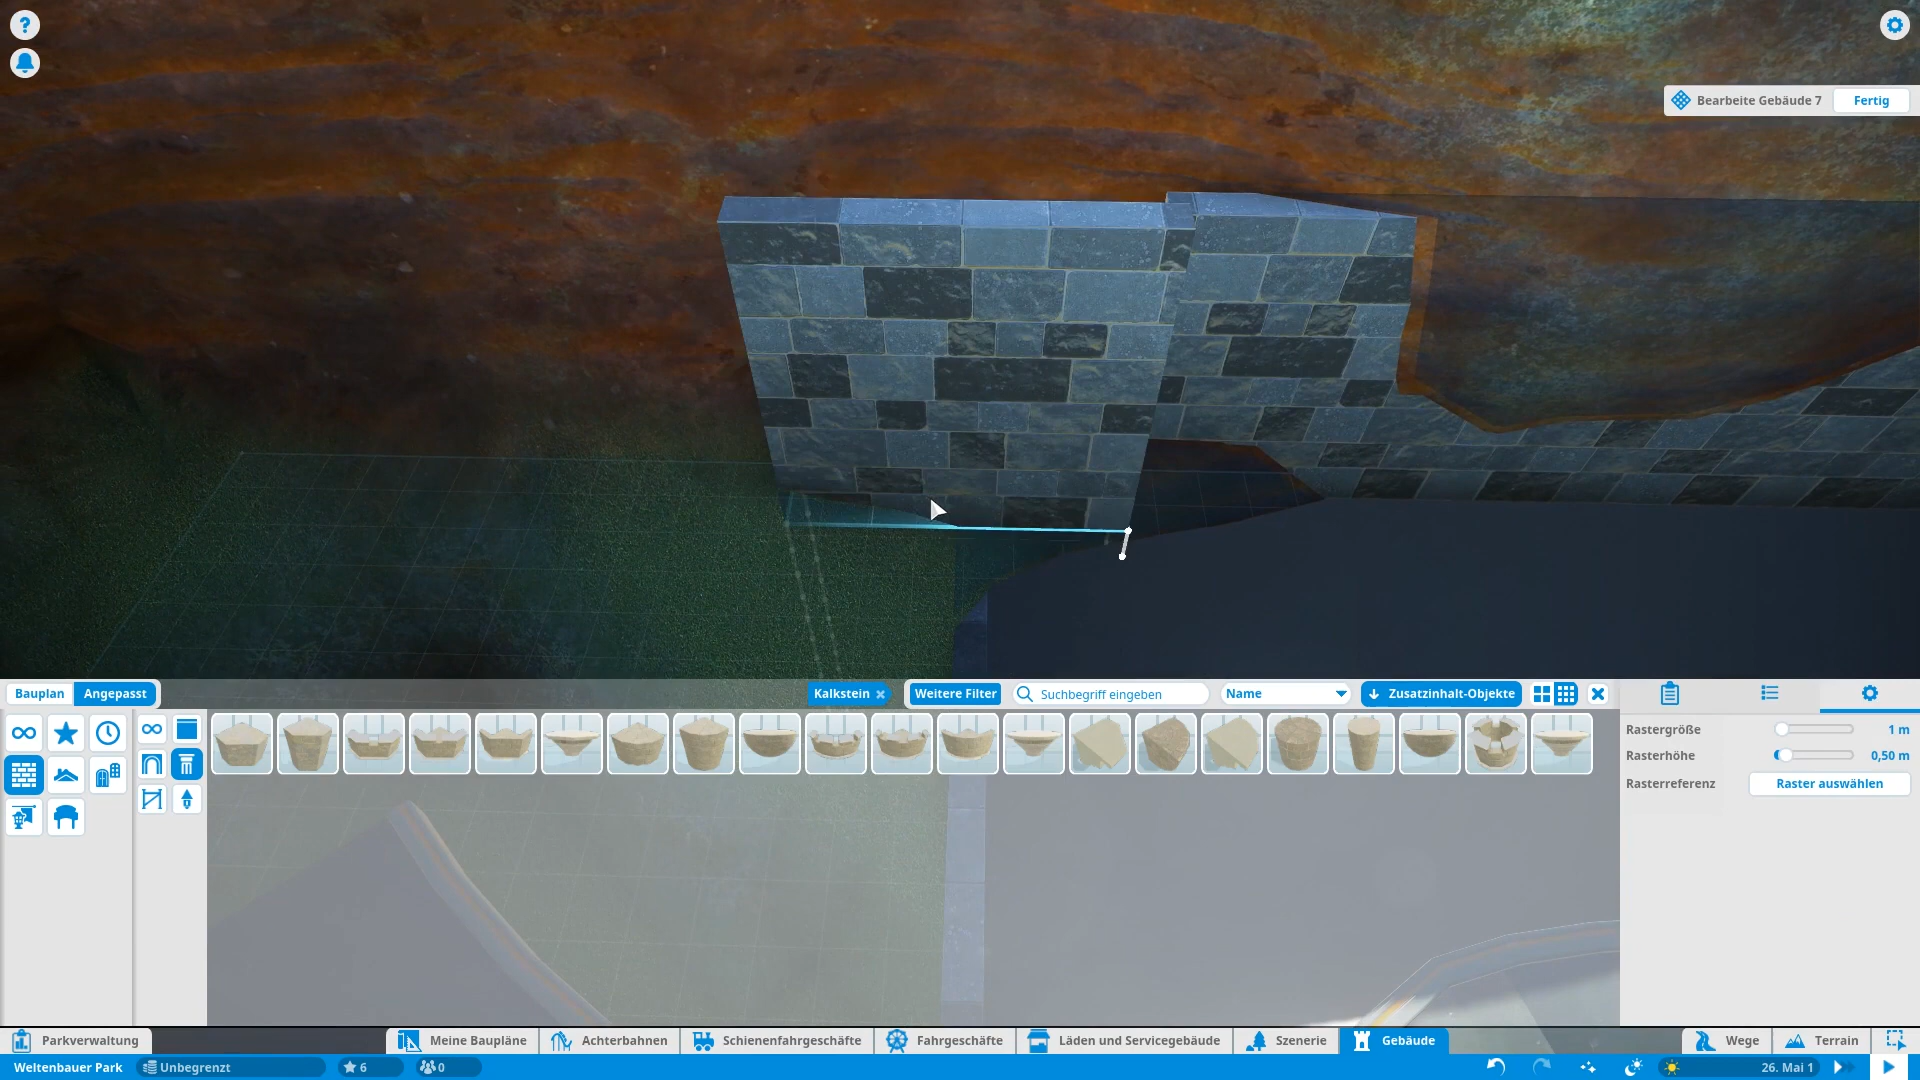 ?
Bearbeite Gebäude 7
Fertig
Bauplan
Angepasst
Kalkstein
Weitere Filter
Suchbegriff eingeben
Name
Zusatzinhalt-Objekte
Rastergröße
1 m
Rasterhöhe
0,50 m
Rasterreferenz
Raster auswählen
Parkverwaltung
Meine Baupläne
Achterbahnen
Schienenfahrgeschäfte
Fahrgeschäfte
Läden und Servicegebäude
Szenerie
Gebäude
Wege
Terrain
Weltenbauer Park
Unbegrenzt
6
0
26. Mai 1